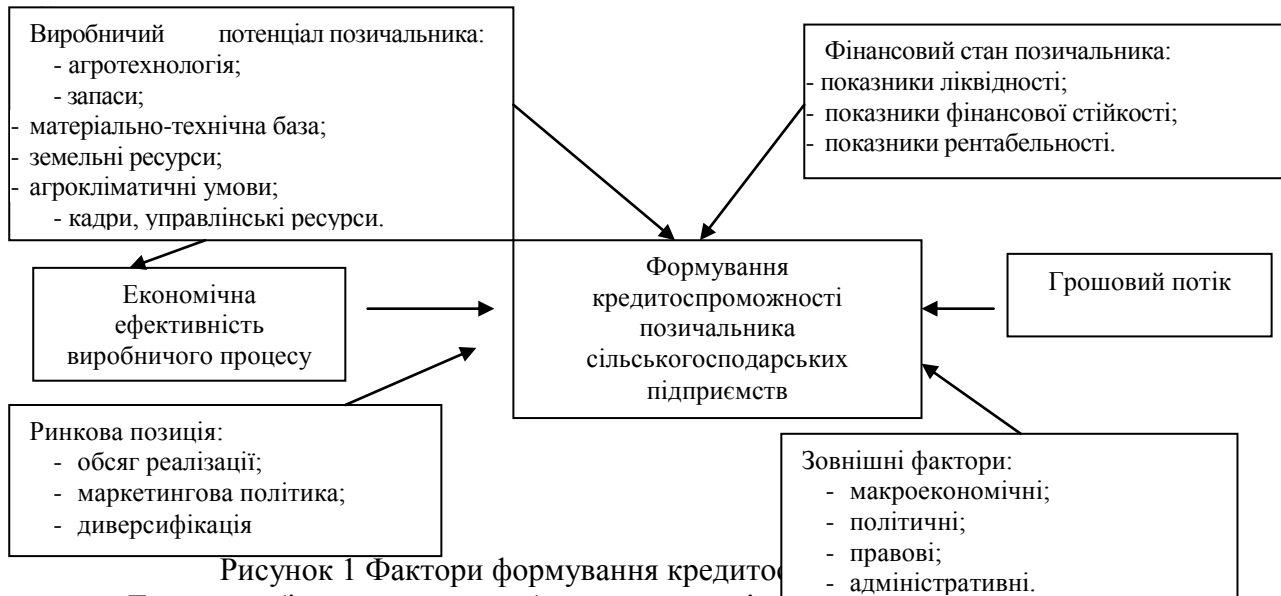 Виробничий потенціал позичальника:
- агротехнологія;
- запаси;
- матеріально-технічна база;
- земельні ресурси;
- агрокліматичні умови;
- кадри, управлінські ресурси.
Фінансовий стан позичальника:
- показники ліквідності;
- показники фінансової стійкості;
- показники рентабельності.
Економічна
ефективність
виробничого процесу
Формування
кредитоспроможності
позичальника
сільськогосподарських
підприємств
Грошовий потік
Ринкова позиція:
- обсяг реалізації;
- маркетингова політика;
- диверсифікація
Зовнішні фактори:
- макроекономічні;
- політичні;
- правові;
- адміністративні.
Рисунок 1 Фактори формування